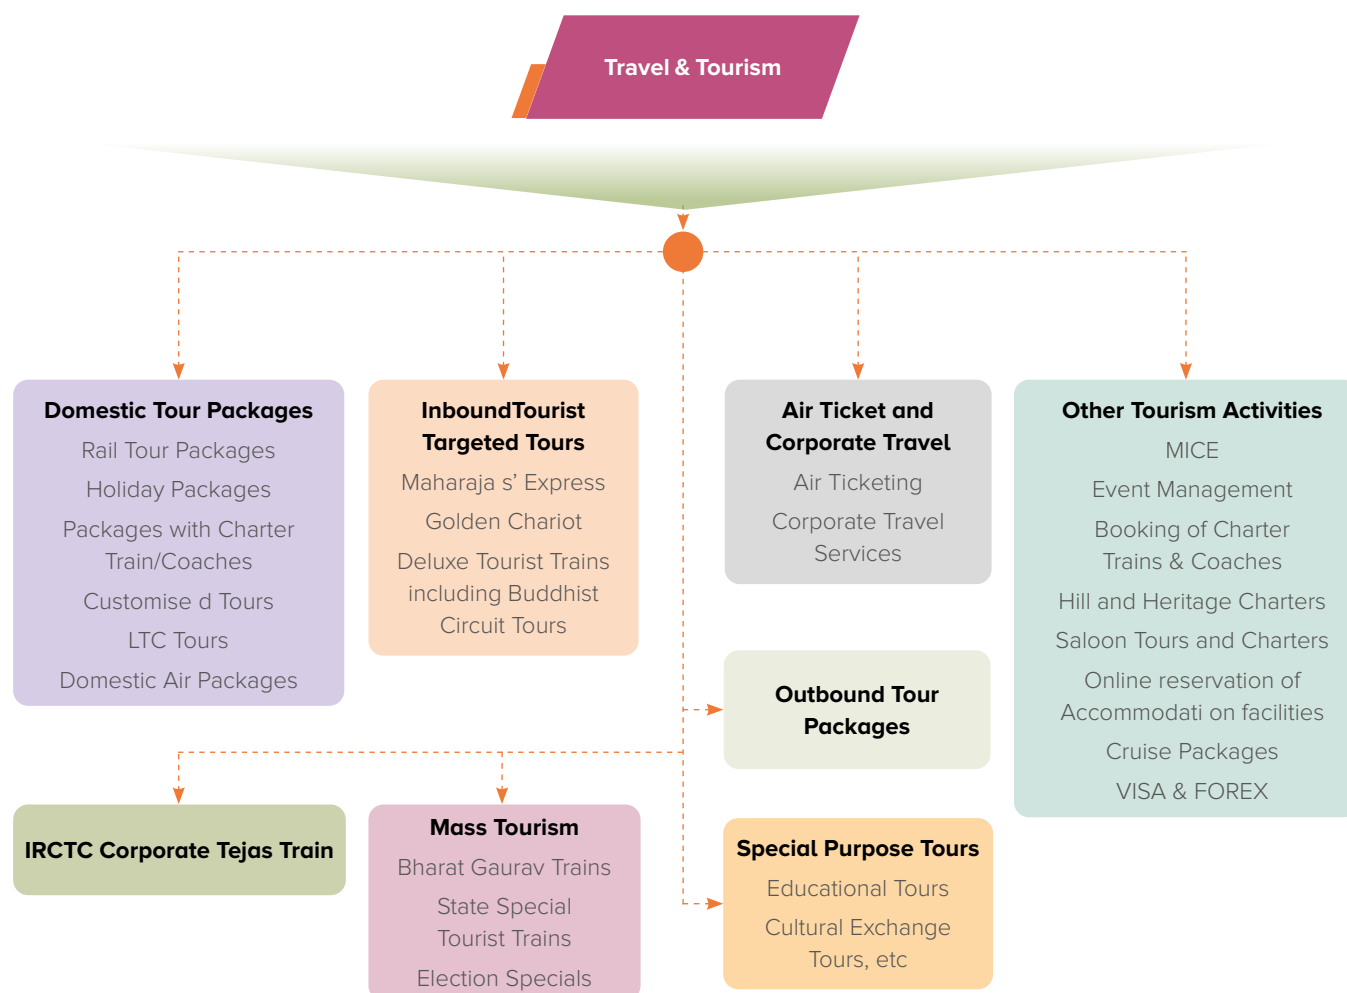 Travel & Tourism
Domestic Tour Packages
Rail Tour Packages
Holiday Packages
Packages with Charter
Train/Coaches
Customise d Tours
LTC Tours
Domestic Air Packages
InboundTourist
Targeted Tours
Maharaja s’ Express
Golden Chariot
Deluxe Tourist Trains
including Buddhist
Circuit Tours
Air Ticket and
Corporate Travel
Air Ticketing
Corporate Travel
Services
Other Tourism Activities
MICE
Event Management
Booking of Charter
Trains & Coaches
Hill and Heritage Charters
Saloon Tours and Charters
Online reservation of
Accommodati on facilities
Cruise Packages
VISA & FOREX
Outbound Tour
Packages
IRCTC Corporate Tejas Train
Mass Tourism
Bharat Gaurav Trains
State Special
Tourist Trains
Election Specials
Special Purpose Tours
Educational Tours
Cultural Exchange
Tours, etc